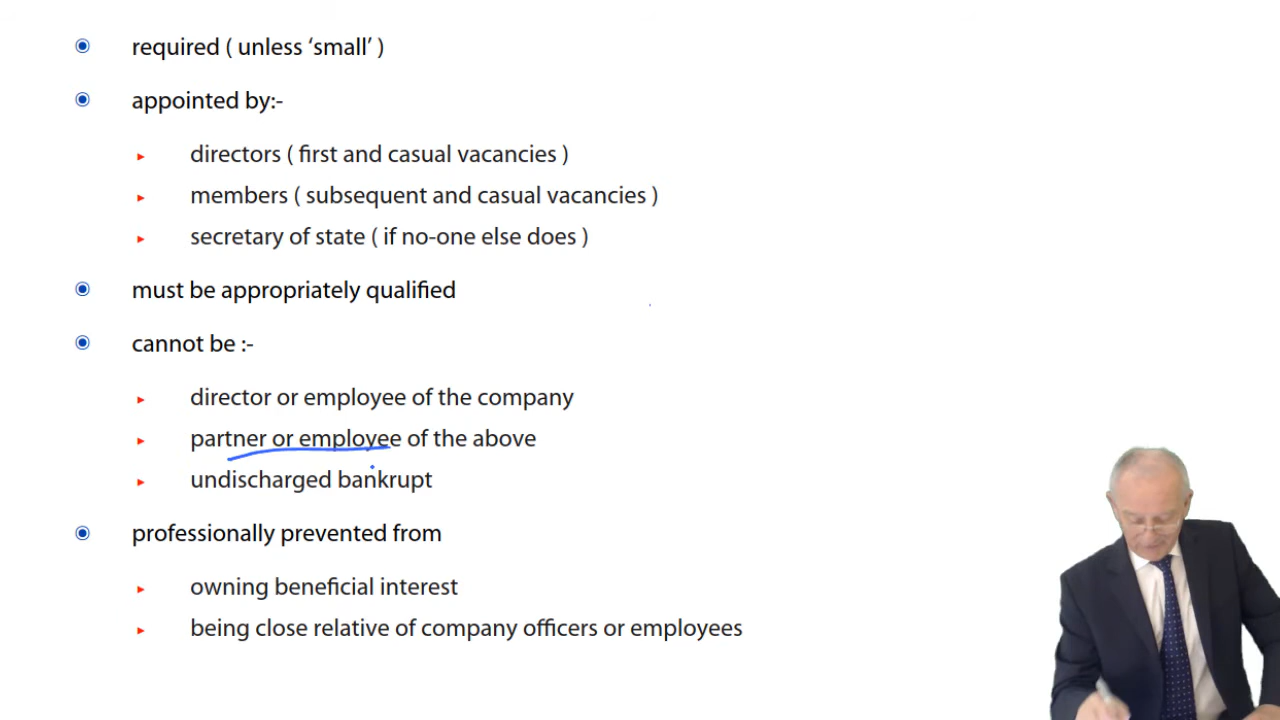 required ( unless ‘small’ )
appointed by:-
directors ( first and casual vacancies )
members ( subsequent and casual vacancies )
secretary of state ( if no-one else does )
must be appropriately qualified
cannot be :-
director or employee of the company
partner or employee of the above
undischarged bankrupt
professionally prevented from
owning beneficial interest
being close relative of company officers or employees